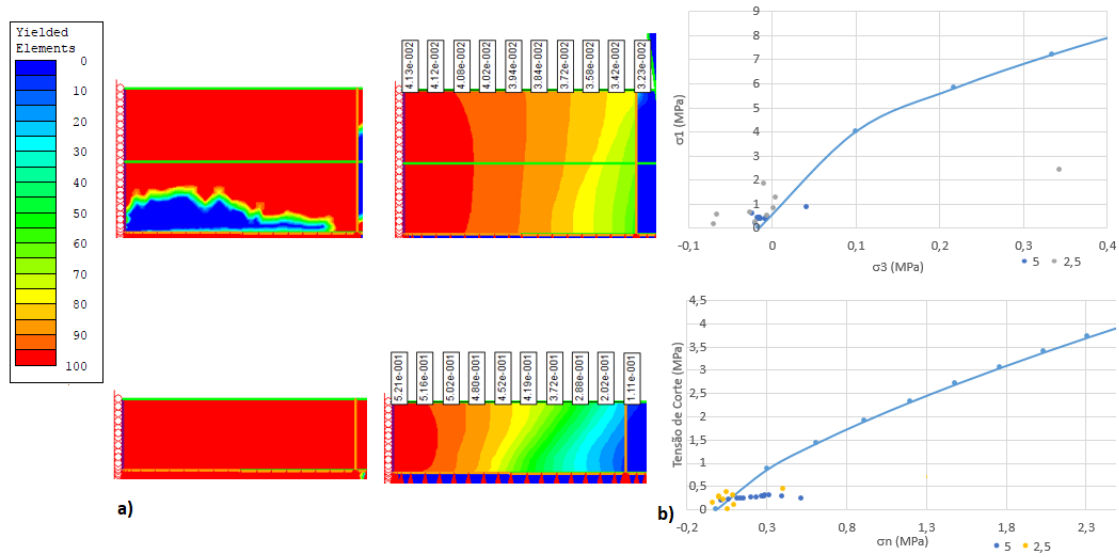 Yielded
Elements
0
10
20
30
40
50
60
70
80
90
100
4.13e-002
4.12e-002
4.08e-002
4.02e-002
3.94e-002
3.84e-002
3.72e-002
3.58e-002
3.42e-002
3.23e-002
5.21e-001
5.16e-001
5.02e-001
4.80e-001
4.52e-001
4.19e-001
3.72e-001
2.88e-001
2.02e-001
1.11e-001
a)
σ1 (MPa)
9
8
7
6
5
4
3
2
1
0
-0,1 0 0,1 0,2 0,3 0,4
σ3 (MPa)
5 2,5
b)
Tensão de Corte (MPa)
4,5
4
3,5
3
2,5
2
1,5
1
0,5
0
-0,2 0,3 0,8 1,3 1,8 2,3
σn (MPa)
5 2,5